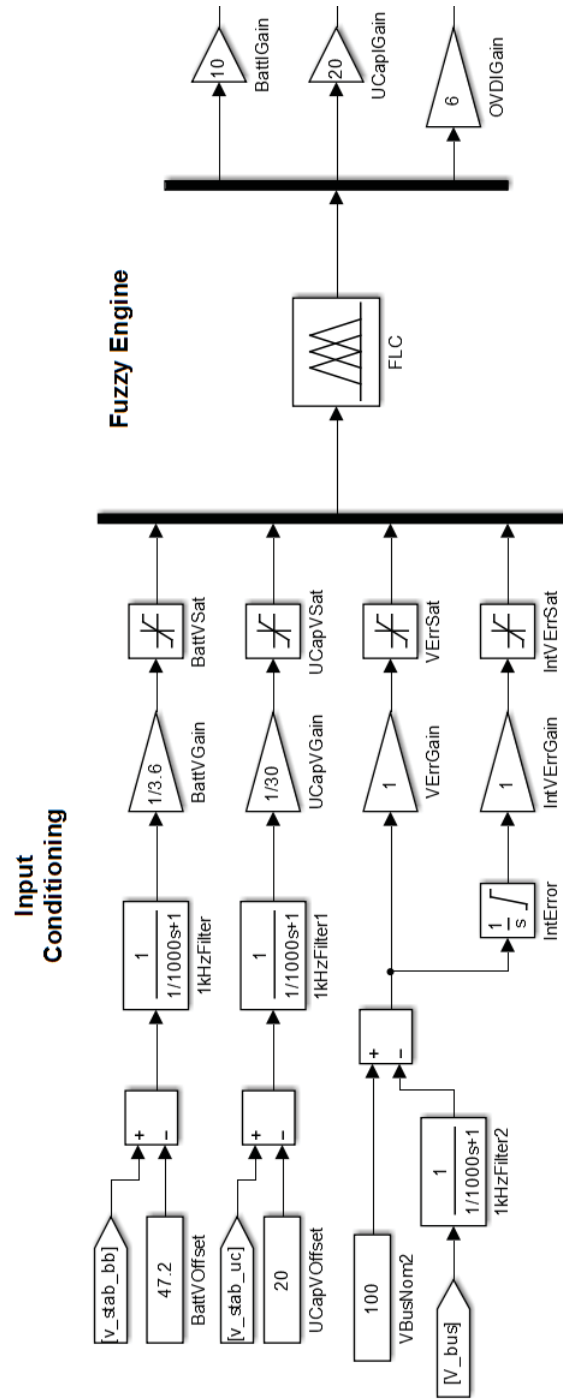 Input
Conditioning
Fuzzy Engine
[v_stab_bb]
47.2
BattVOffset
+
−
1
1/1000s+1
1kHzFilter
1/3.6
BattVGain
BattVSat
[v_stab_uc]
20
UCapVOffset
+
−
1
1/1000s+1
1kHzFilter1
1/30
UCapVGain
UCapVSat
100
VBusNom2
[V_bus]
1
1/1000s+1
1kHzFilter2
+
−
1
VErrGain
VErrSat
1
s
IntError
1
IntVErrGain
IntVErrSat
FLC
10
BattIGain
20
UCapIGain
6
OVDIGain